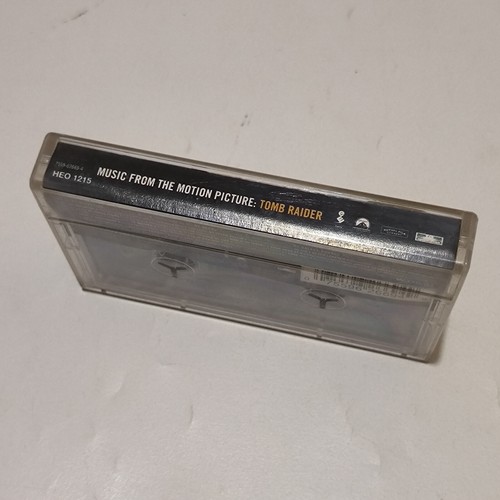 HEO 1215
MUSIC FROM THE MOTION PICTURE: TOMB RAIDER